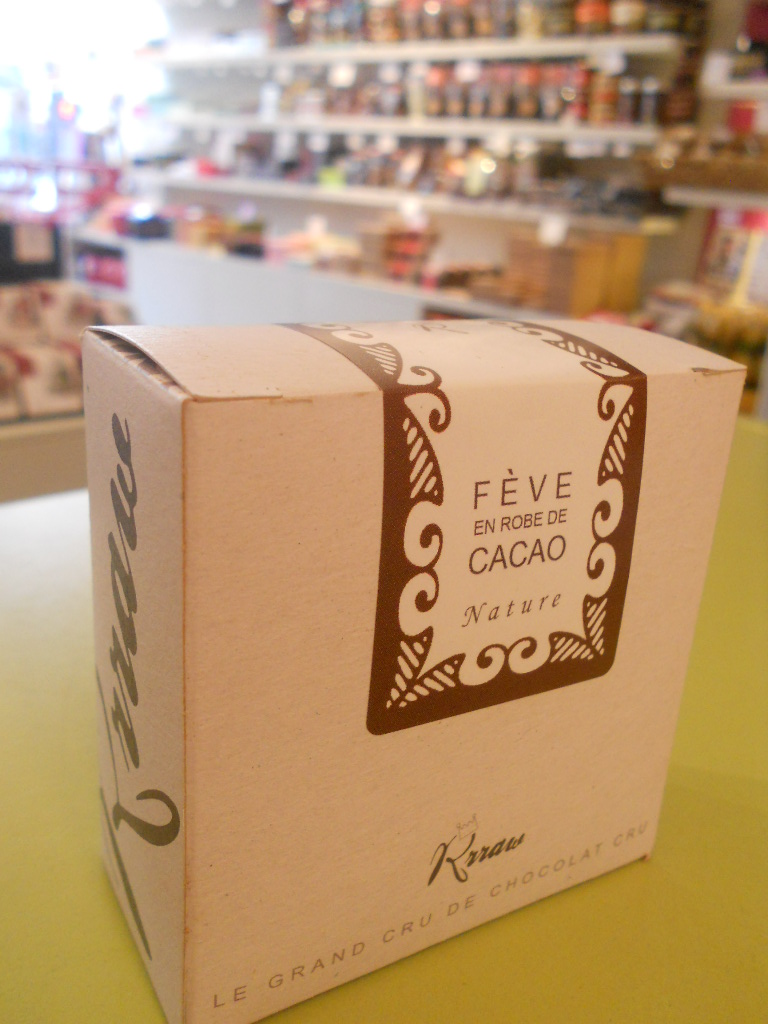 FÈVE
EN ROBE DE
CACAO
Nature
Krraw
LE GRAND CRU DE CHOCOLAT CRU
Krraw